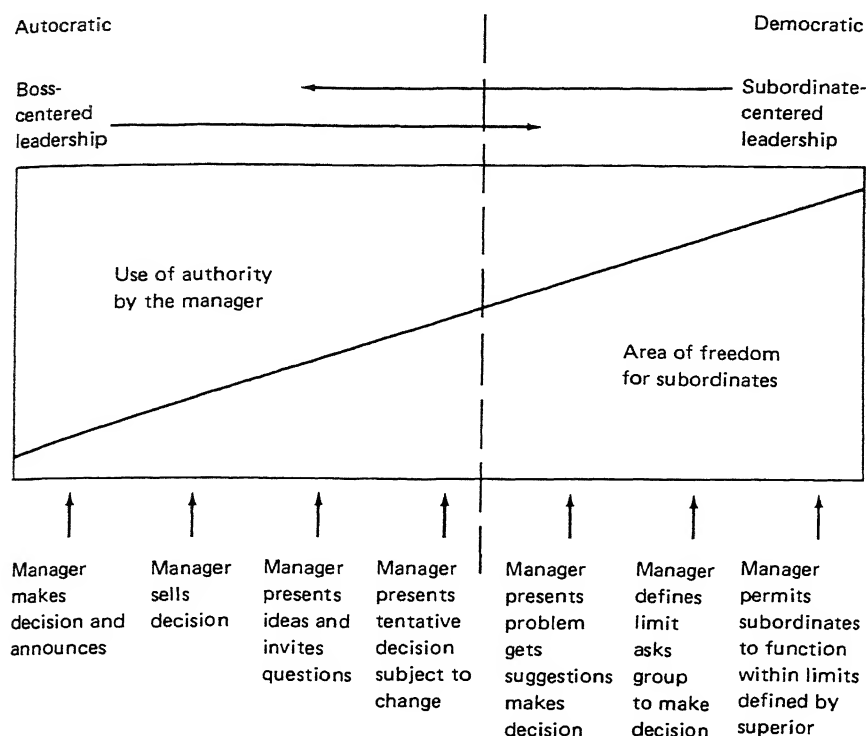 Autocratic
Democratic
Boss-
centered
leadership
Subordinate-
centered
leadership
Use of authority
by the manager
Area of freedom
for subordinates
Manager
makes
decision and
announces
Manager
sells
decision
Manager
presents
ideas and
invites
questions
Manager
presents
tentative
decision
subject to
change
Manager
presents
problem
gets
suggestions
makes
decision
Manager
defines
limit
asks
group
to make
decision
Manager
permits
subordinates
to function
within limits
defined by
superior